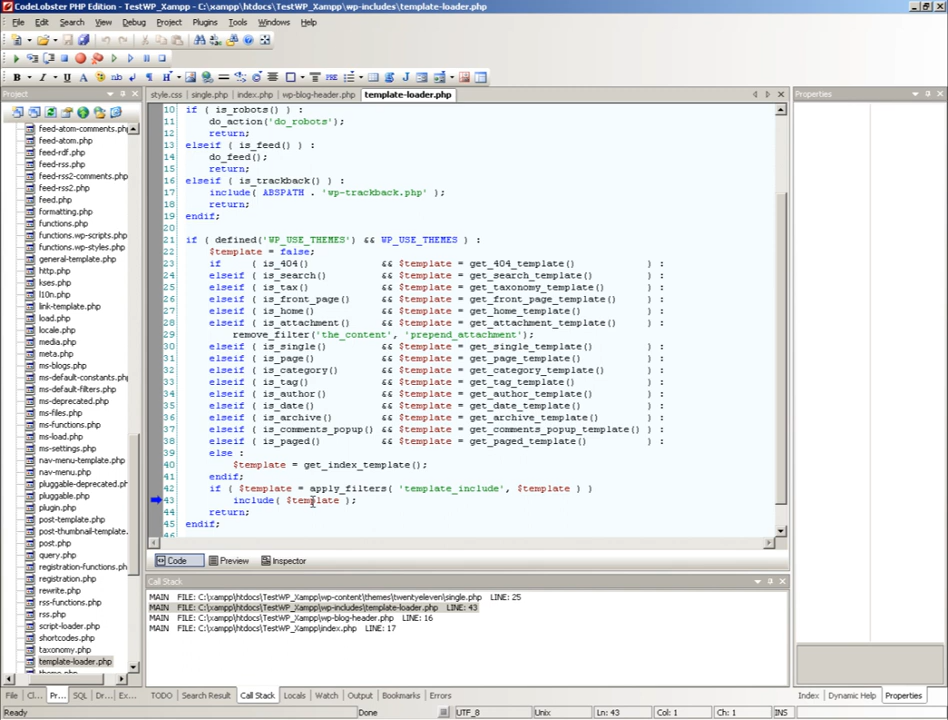 CodeLobster PHP Edition - C:\xampp\htdocs\TestWP_Xampp\wp-includes\template-loader.php
File Edit Search View Debug Project Plugins Tools Windows Help
B I U A ab H PRE
Project
style.css single.php index.php wp-blog-header.php template-loader.php
Properties
feed-atom-comments.php
feed-atom.php
feed-rdf.php
feed-rss.php
feed-rss2-comments.php
feed-rss2.php
feed.php
formatting.php
functions.php
functions.wp-scripts.php
functions.wp-styles.php
general-template.php
http.php
kses.php
l10n.php
link-template.php
load.php
locale.php
media.php
meta.php
ms-blogs.php
ms-default-constants.php
ms-default-filters.php
ms-deprecated.php
ms-files.php
ms-functions.php
ms-load.php
ms-settings.php
nav-menu-template.php
nav-menu.php
pluggable-deprecated.php
pluggable.php
plugin.php
post-template.php
post-thumbnail-template.
post.php
query.php
registration-functions.php
registration.php
rewrite.php
rss-functions.php
rss.php
script-loader.php
shortcodes.php
taxonomy.php
template-loader.php
theme.php
10 if ( is_robots() ) :
11 do_action('do_robots');
12 return;
13 elseif ( is_feed() ) :
14 do_feed();
15 return;
16 elseif ( is_trackback() ) :
17 include( ABSPATH . 'wp-trackback.php' );
18 return;
19 endif;
20
21 if ( defined('WP_USE_THEMES') && WP_USE_THEMES ) :
22 $template = false;
23 if ( is_404() && $template = get_404_template() ) :
24 elseif ( is_search() && $template = get_search_template() ) :
25 elseif ( is_tax() && $template = get_taxonomy_template() ) :
26 elseif ( is_front_page() && $template = get_front_page_template() ) :
27 elseif ( is_home() && $template = get_home_template() ) :
28 elseif ( is_attachment() && $template = get_attachment_template() ) :
29 remove_filter('the_content', 'prepend_attachment');
30 elseif ( is_single() && $template = get_single_template() ) :
31 elseif ( is_page() && $template = get_page_template() ) :
32 elseif ( is_category() && $template = get_category_template() ) :
33 elseif ( is_tag() && $template = get_tag_template() ) :
34 elseif ( is_author() && $template = get_author_template() ) :
35 elseif ( is_date() && $template = get_date_template() ) :
36 elseif ( is_archive() && $template = get_archive_template() ) :
37 elseif ( is_comments_popup() && $template = get_comments_popup_template() ) :
38 elseif ( is_paged() && $template = get_paged_template() ) :
39 else :
40 $template = get_index_template();
41 endif;
42 if ( $template = apply_filters( 'template_include', $template ) )
43 include( $template );
44 return;
45 endif;
46
Code Preview Inspector
Call Stack
MAIN FILE: C:\xampp\htdocs\TestWP_Xampp\wp-content\themes\twentyeleven\single.php LINE: 25
MAIN FILE: C:\xampp\htdocs\TestWP_Xampp\wp-includes\template-loader.php LINE: 43
MAIN FILE: C:\xampp\htdocs\TestWP_Xampp\wp-blog-header.php LINE: 16
MAIN FILE: C:\xampp\htdocs\TestWP_Xampp\index.php LINE: 17
File Cl... Pr... SQL Dr... Ex... TODO Search Result Call Stack Locals Watch Output Bookmarks Errors Index Dynamic Help Properties
Ready Done UTF_8 Unix Ln: 43 Col: 1 Ch: 1 INS